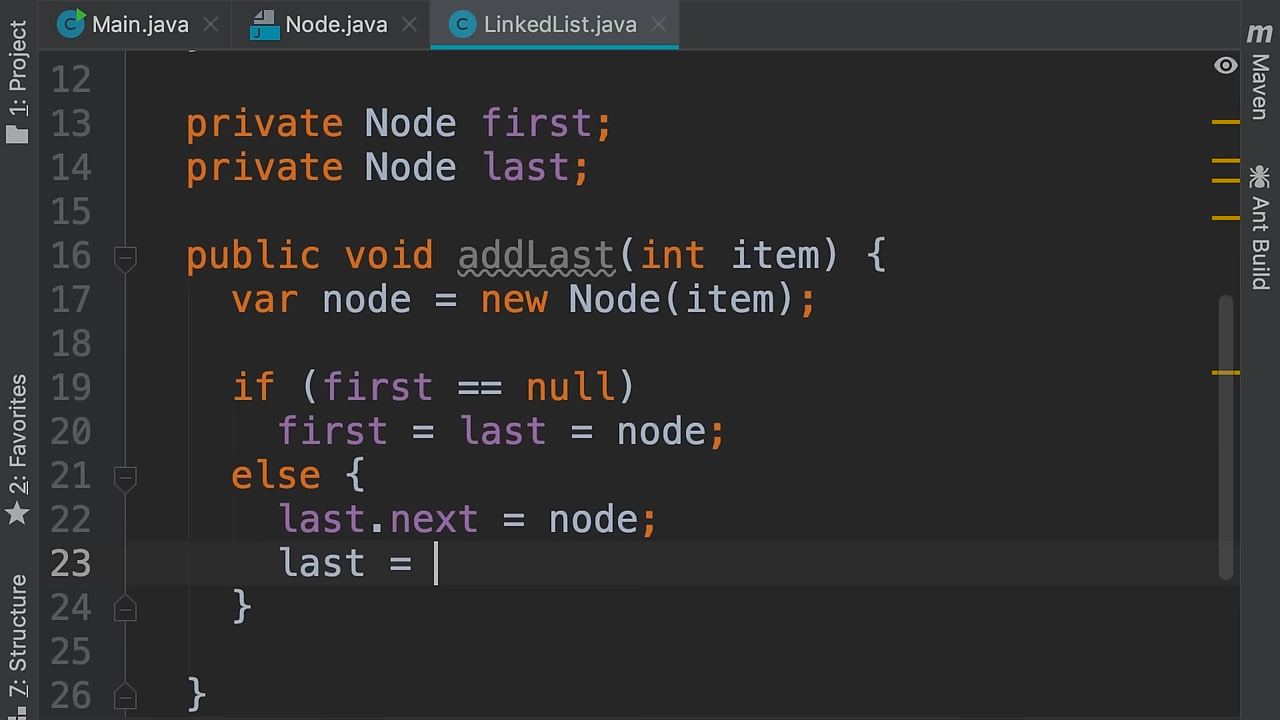 Main.java
Node.java
LinkedList.java
1: Project
2: Favorites
7: Structure
12
13 private Node first;
14 private Node last;
15
16 public void addLast(int item) {
17 var node = new Node(item);
18
19 if (first == null)
20 first = last = node;
21 else {
22 last.next = node;
23 last =
24 }
25
26 }
m Maven
Ant Build